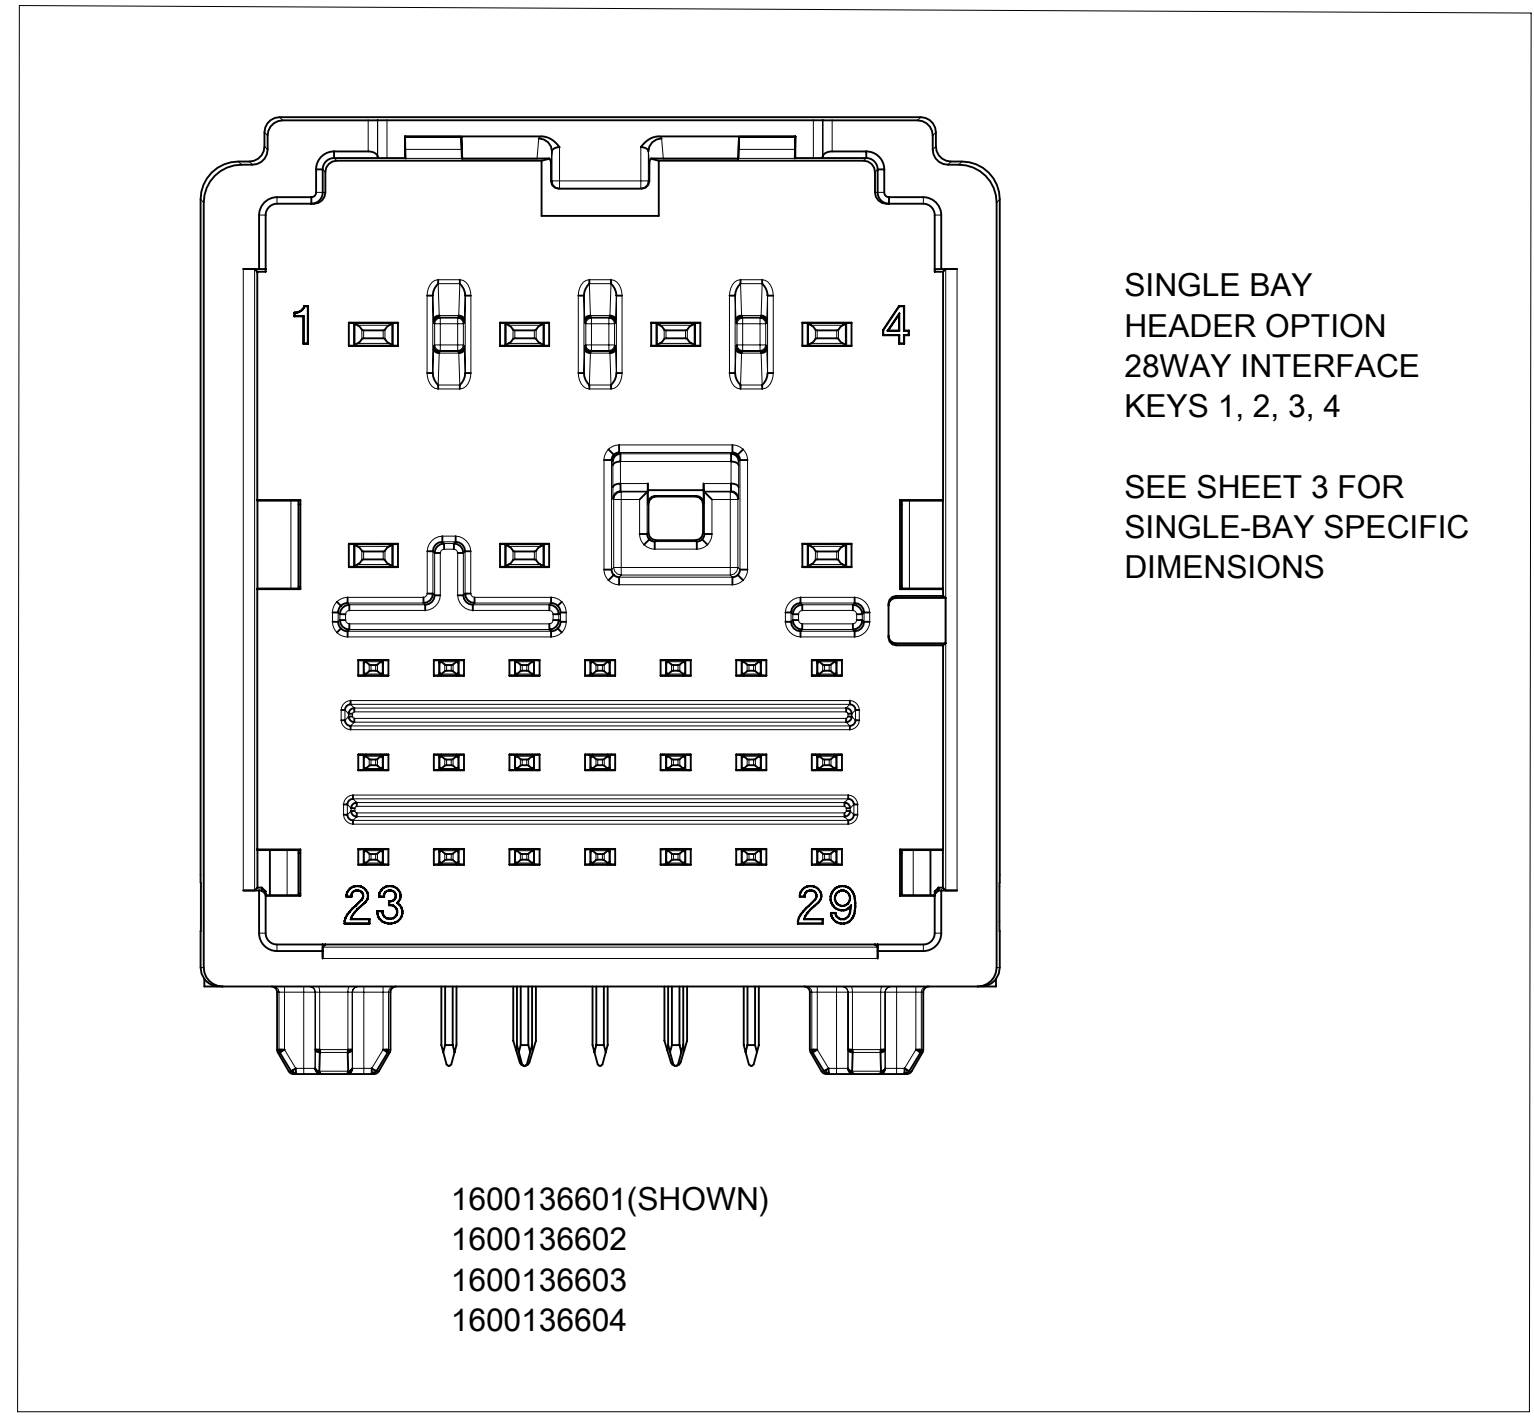 1
4
SINGLE BAY
HEADER OPTION
28WAY INTERFACE
KEYS 1, 2, 3, 4
SEE SHEET 3 FOR
SINGLE-BAY SPECIFIC
DIMENSIONS
23
29
1600136601(SHOWN)
1600136602
1600136603
1600136604